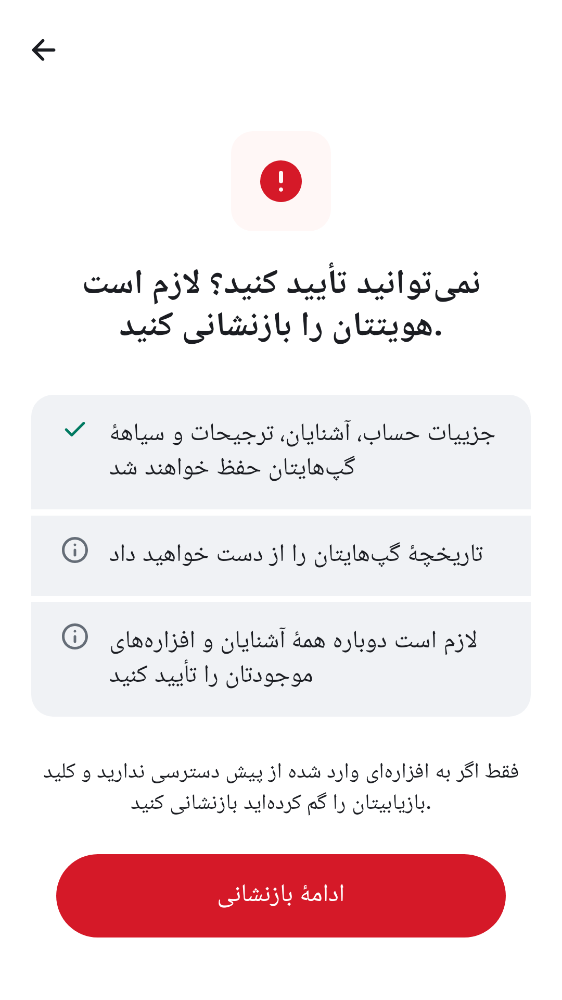 نمی‌توانید تأیید کنید؟ لازم است
هویتتان را بازنشانی کنید.
جزییات حساب، آشنایان، ترجیحات و سیاههٔ
گپ‌هایتان حفظ خواهند شد
تاریخچهٔ گپ‌هایتان را از دست خواهید داد
لازم است دوباره همهٔ آشنایان و افزاره‌های
موجودتان را تأیید کنید
فقط اگر به افزاره‌ای وارد شده از پیش دسترسی ندارید و کلید
بازیابیتان را گم کرده‌اید بازنشانی کنید.
ادامهٔ بازنشانی